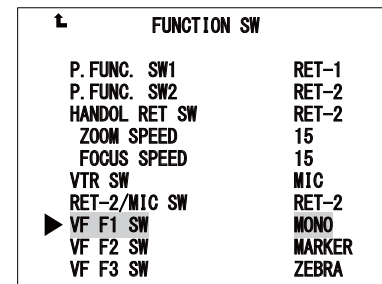 FUNCTION SW
P.FUNC. SW1 RET-1
P.FUNC. SW2 RET-2
HANDOL RET SW RET-2
ZOOM SPEED 15
FOCUS SPEED 15
VTR SW MIC
RET-2/MIC SW RET-2
VF F1 SW MONO
VF F2 SW MARKER
VF F3 SW ZEBRA